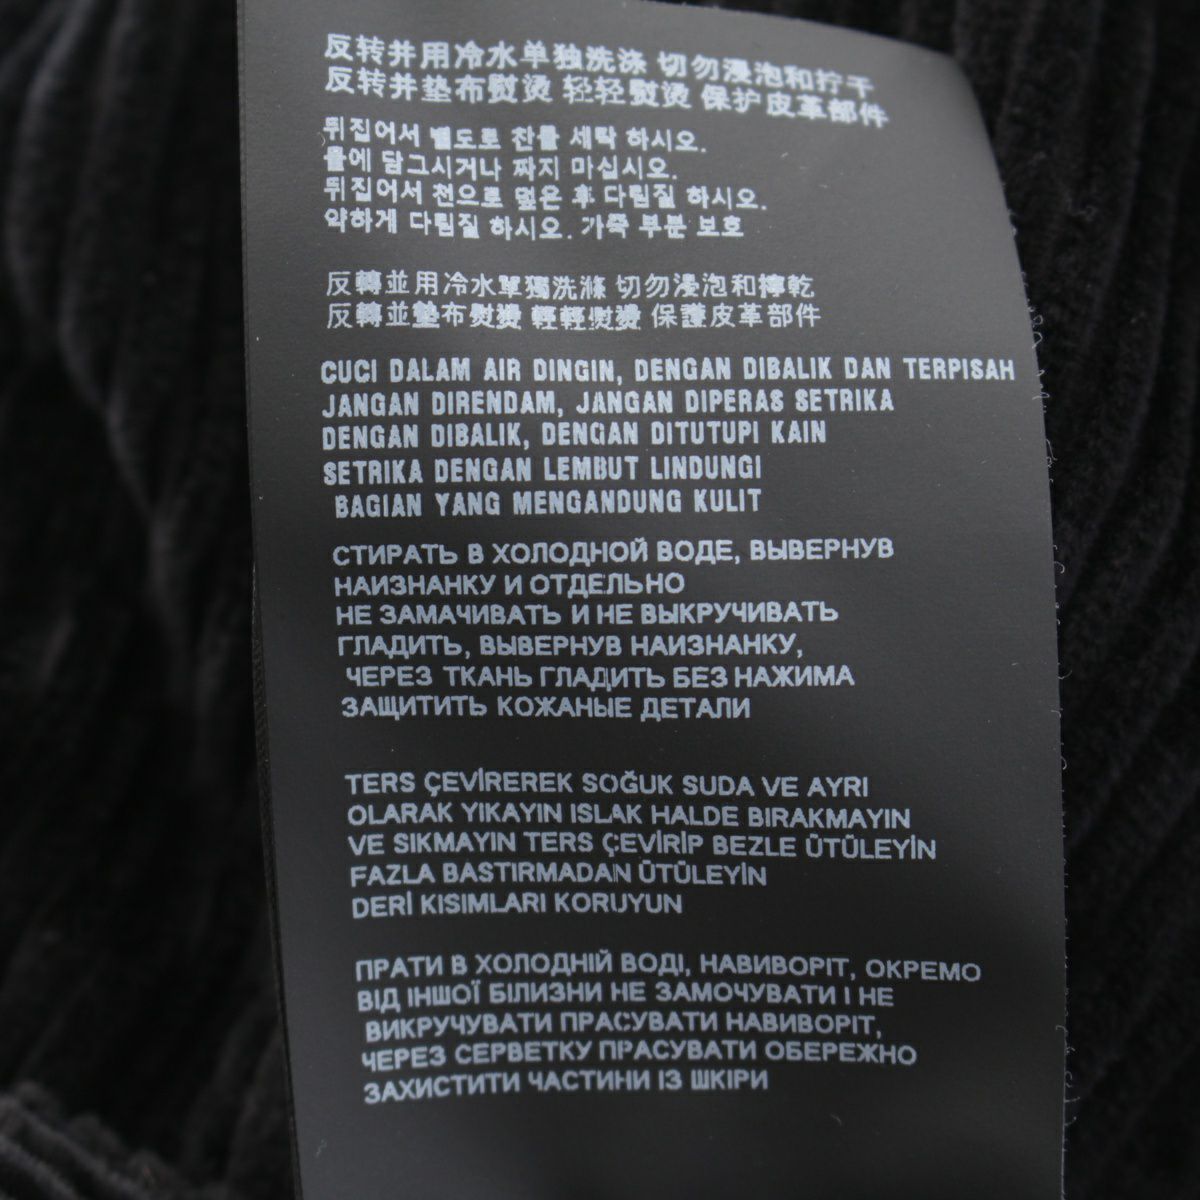 反转并用冷水单独洗涤 切勿浸泡和拧干
反转并垫布熨烫 轻轻熨烫 保护皮革部件
뒤집어서 별도로 찬물 세탁 하시오.
물에 담그시거나 짜지 마십시오.
뒤집어서 천으로 덮은 후 다림질 하시오.
약하게 다림질 하시오. 가죽 부분 보호
反轉並用冷水單獨洗滌 切勿浸泡和擰乾
反轉並墊布熨燙 輕輕熨燙 保護皮革部件
CUCI DALAM AIR DINGIN, DENGAN DIBALIK DAN TERPISAH
JANGAN DIRENDAM, JANGAN DIPERAS SETRIKA
DENGAN DIBALIK, DENGAN DITUTUPI KAIN
SETRIKA DENGAN LEMBUT LINDUNGI
BAGIAN YANG MENGANDUNG KULIT
СТИРАТЬ В ХОЛОДНОЙ ВОДЕ, ВЫВЕРНУВ
НАИЗНАНКУ И ОТДЕЛЬНО
НЕ ЗАМАЧИВАТЬ И НЕ ВЫКРУЧИВАТЬ
ГЛАДИТЬ, ВЫВЕРНУВ НАИЗНАНКУ,
ЧЕРЕЗ ТКАНЬ ГЛАДИТЬ БЕЗ НАЖИМА
ЗАЩИТИТЬ КОЖАНЫЕ ДЕТАЛИ
TERS ÇEVİREREK SOĞUK SUDA VE AYRI
OLARAK YIKAYIN ISLAK HALDE BIRAKMAYIN
VE SIKMAYIN TERS ÇEVİRİP BEZLE ÜTÜLEYİN
FAZLA BASTIRMADAN ÜTÜLEYİN
DERİ KISIMLARI KORUYUN
ПРАТИ В ХОЛОДНІЙ ВОДІ, НАВИВОРІТ, ОКРЕМО
ВІД ІНШОЇ БІЛИЗНИ НЕ ЗАМОЧУВАТИ І НЕ
ВИКРУЧУВАТИ ПРАСУВАТИ НАВИВОРІТ,
ЧЕРЕЗ СЕРВЕТКУ ПРАСУВАТИ ОБЕРЕЖНО
ЗАХИСТИТИ ЧАСТИНИ ІЗ ШКІРИ